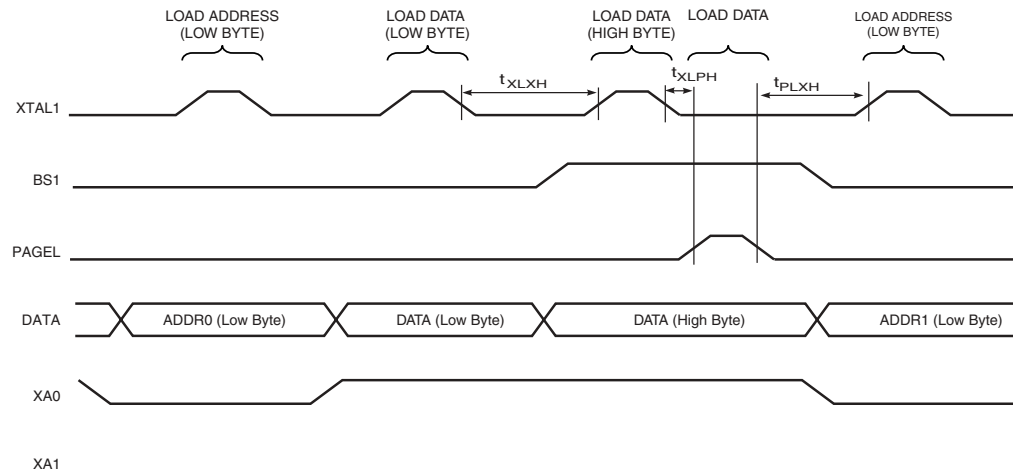 LOAD ADDRESS
(LOW BYTE)
LOAD DATA
(LOW BYTE)
LOAD DATA
(HIGH BYTE)
LOAD DATA
LOAD ADDRESS
(LOW BYTE)
XTAL1
tXLXH
tXLPH
tPLXH
BS1
PAGEL
DATA
ADDR0 (Low Byte)
DATA (Low Byte)
DATA (High Byte)
ADDR1 (Low Byte)
XA0
XA1